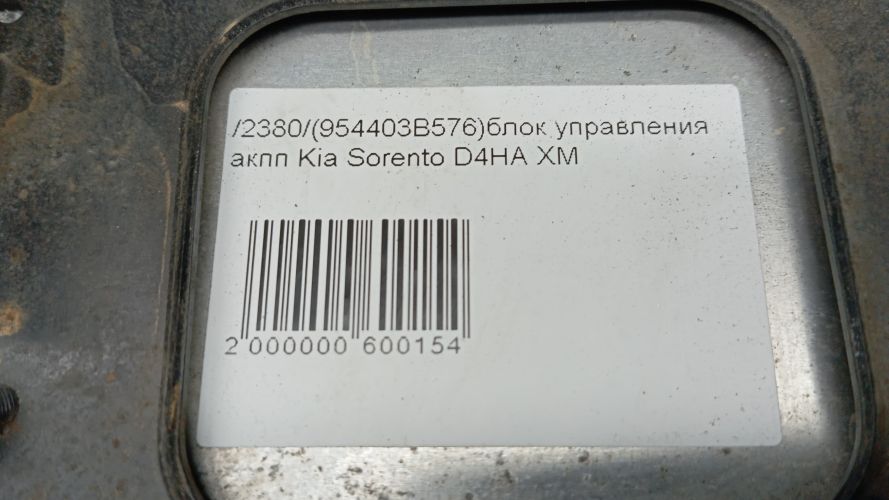 /2380/(954403B576)блок управления
акпп Kia Sorento D4HA XM
2 000000 600154